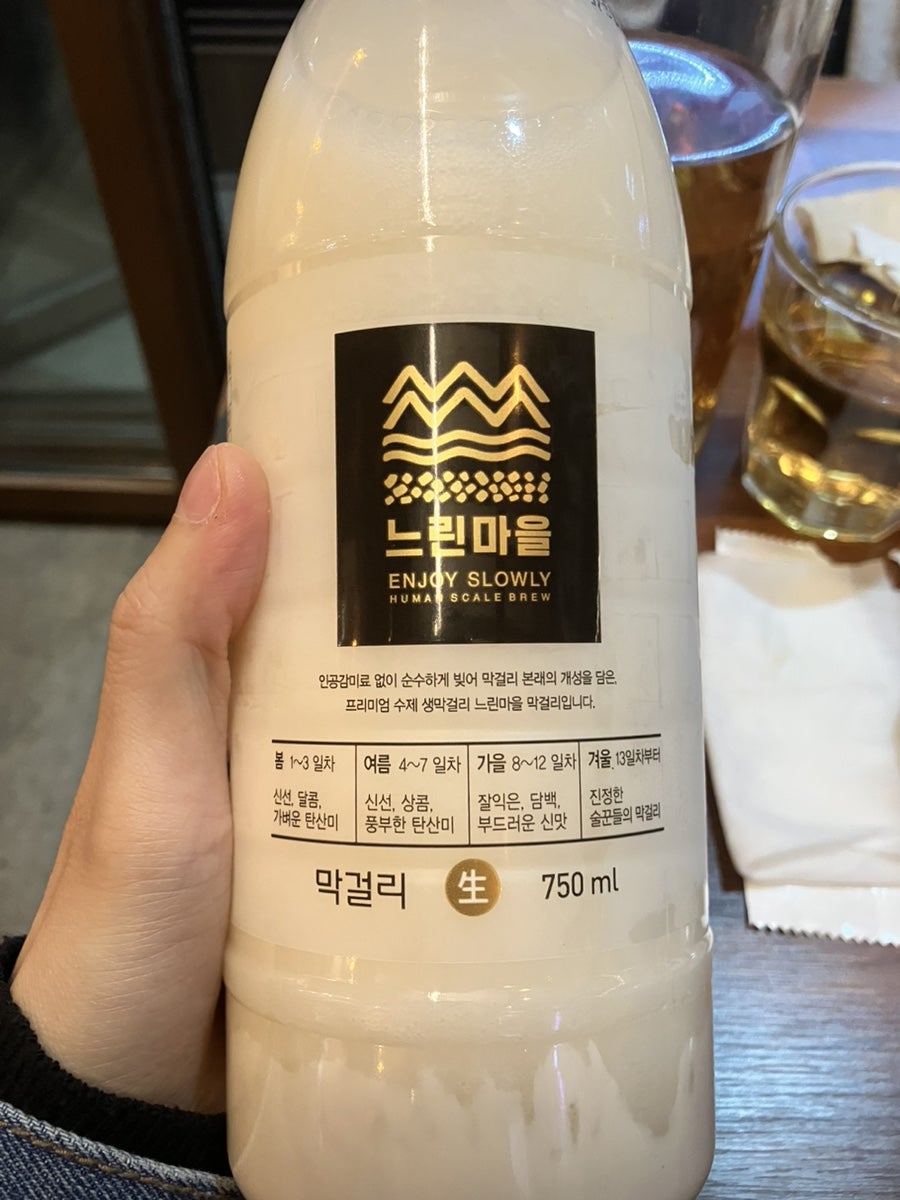 느린마을
ENJOY SLOWLY
HUMAN SCALE BREW
인공감미료 없이 순수하게 빚어 막걸리 본래의 개성을 담은,
프리미엄 수제 생막걸리 느린마을 막걸리입니다.
봄 1~3 일차
신선, 달콤,
가벼운 탄산미
여름 4~7 일차
신선, 상콤,
풍부한 탄산미
가을 8~12 일차
잘익은, 담백,
부드러운 신맛
겨울 13일차부터
진정한
술꾼들의 막걸리
막걸리 生 750 ml